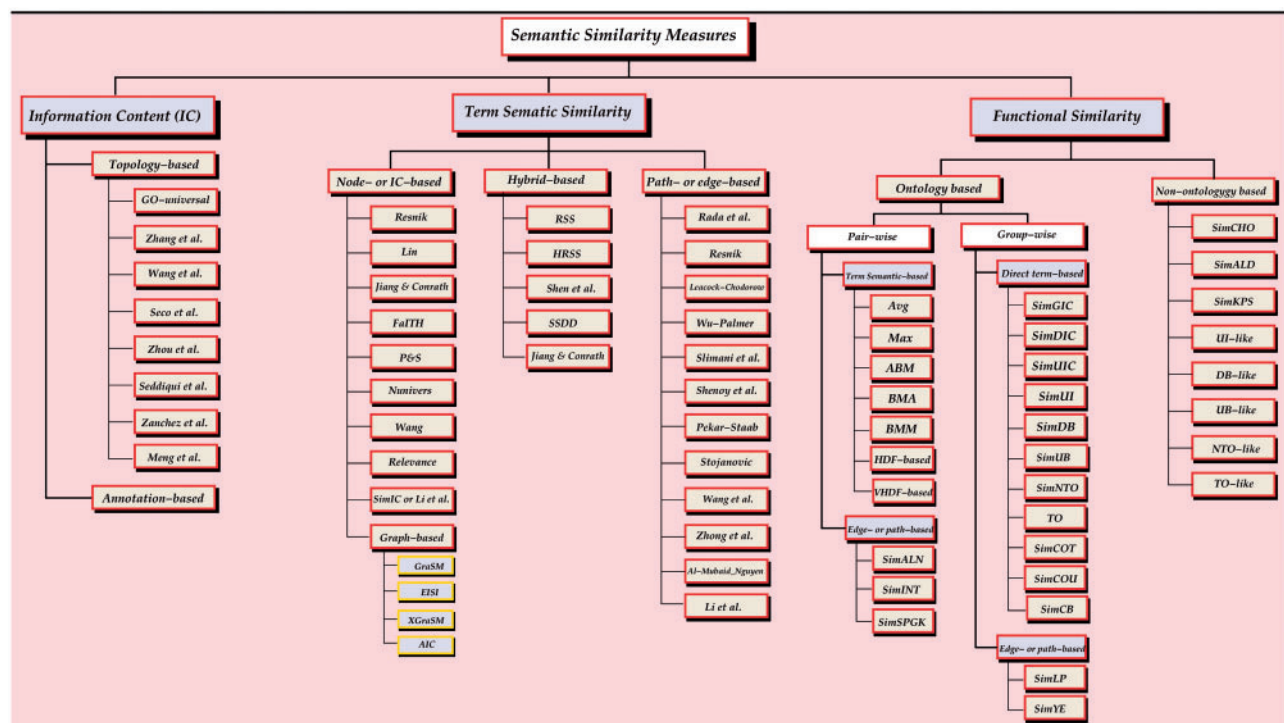 Semantic Similarity Measures
Information Content (IC)
Topology-based
GO-universal
Zhang et al.
Wang et al.
Seco et al.
Zhou et al.
Seddiqui et al.
Zanchez et al.
Meng et al.
Annotation-based
Term Sematic Similarity
Node- or IC-based
Resnik
Lin
Jiang & Conrath
FaITH
P&S
Nunivers
Wang
Relevance
SimIC or Li et al.
Graph-based
GraSM
EISI
XGraSM
AIC
Hybrid-based
RSS
HRSS
Shen et al.
SSDD
Jiang & Conrath
Path- or edge-based
Rada et al.
Resnik
Leacock-Chodorow
Wu-Palmer
Slimani et al.
Shenoy et al.
Pekar-Staab
Stojanovic
Wang et al.
Zhong et al.
Al-Mubaid_Nguyen
Li et al.
Functional Similarity
Ontology based
Pair-wise
Term Semantic-based
Avg
Max
ABM
BMA
BMM
HDF-based
VHDF-based
Edge- or path-based
SimALN
SimINT
SimSPGK
Group-wise
Direct term-based
SimGIC
SimDIC
SimUIC
SimUI
SimDB
SimUB
SimNTO
TO
SimCOT
SimCOU
SimCB
Edge- or path-based
SimLP
SimYE
Non-ontologygy based
SimCHO
SimALD
SimKPS
UI-like
DB-like
UB-like
NTO-like
TO-like